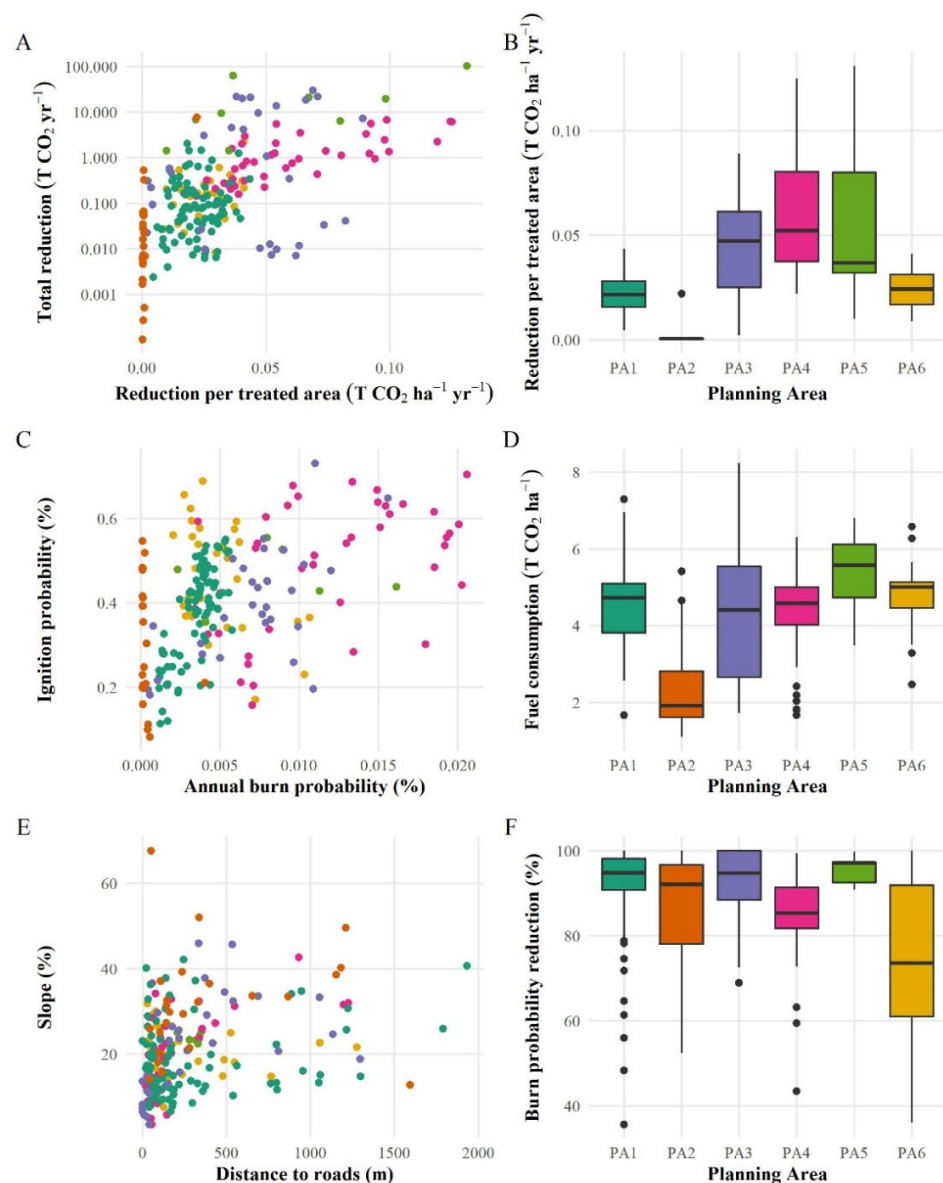 A
Total reduction (T CO₂ yr⁻¹)
100.000
10.000
1.000
0.100
0.010
0.001
0.00
0.05
0.10
Reduction per treated area (T CO₂ ha⁻¹ yr⁻¹)
B
Reduction per treated area (T CO₂ ha⁻¹ yr⁻¹)
0.10
0.05
0.00
PA1 PA2 PA3 PA4 PA5 PA6
Planning Area
C
Ignition probability (%)
0.6
0.4
0.2
0.000
0.005
0.010
0.015
0.020
Annual burn probability (%)
D
Fuel consumption (T CO₂ ha⁻¹)
8
6
4
2
PA1 PA2 PA3 PA4 PA5 PA6
Planning Area
E
Slope (%)
60
40
20
0
500
1000
1500
2000
Distance to roads (m)
F
Burn probability reduction (%)
100
80
60
40
PA1 PA2 PA3 PA4 PA5 PA6
Planning Area